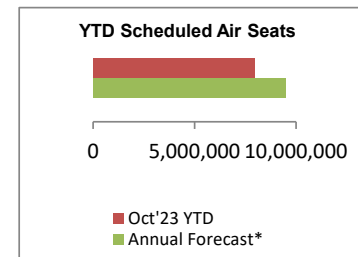 YTD Scheduled Air Seats
0 5,000,000 10,000,000
Oct'23 YTD
Annual Forecast*